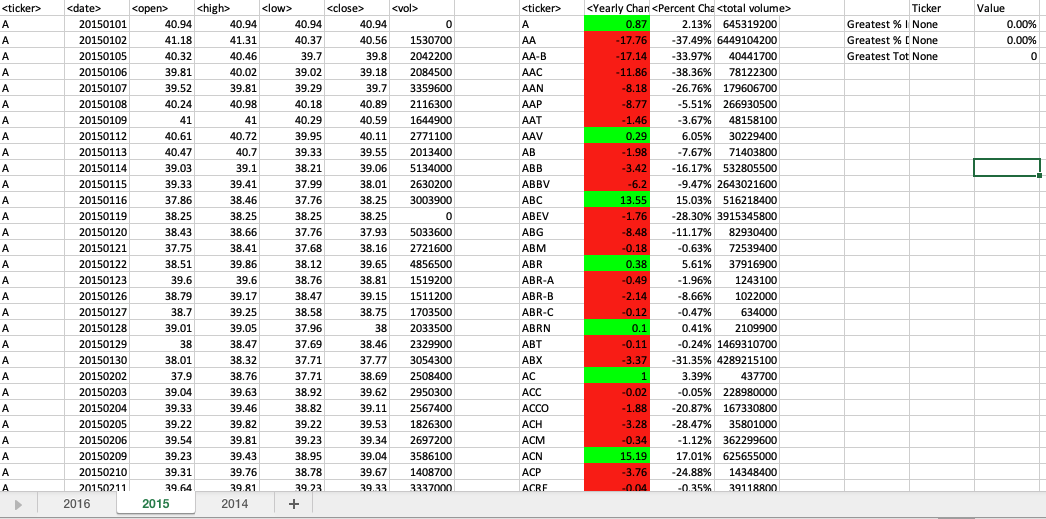 <ticker> <date> <open> <high> <low> <close> <vol> <ticker> <Yearly Chan <Percent Cha <total volume> Ticker Value
A 20150101 40.94 40.94 40.94 40.94 0 A 0.87 2.13% 645319200 Greatest % I None 0.00%
A 20150102 41.18 41.31 40.37 40.56 1530700 AA -17.76 -37.49% 6449104200 Greatest % D None 0.00%
A 20150105 40.32 40.46 39.7 39.8 2042200 AA-B -17.14 -33.97% 40441700 Greatest Tot None 0
A 20150106 39.81 40.02 39.02 39.18 2084500 AAC -11.86 -38.36% 78122300
A 20150107 39.52 39.81 39.29 39.7 3359600 AAN -8.18 -26.76% 179606700
A 20150108 40.24 40.98 40.18 40.89 2116300 AAP -8.77 -5.51% 266930500
A 20150109 41 41 40.29 40.59 1644900 AAT -1.46 -3.67% 48158100
A 20150112 40.61 40.72 39.95 40.11 2771100 AAV 0.29 6.05% 30229400
A 20150113 40.47 40.7 39.33 39.55 2013400 AB -1.98 -7.67% 71403800
A 20150114 39.03 39.1 38.21 39.06 5134000 ABB -3.42 -16.17% 532805500
A 20150115 39.33 39.41 37.99 38.01 2630200 ABBV -6.2 -9.47% 2643021600
A 20150116 37.86 38.46 37.76 38.25 3003900 ABC 13.55 15.03% 516218400
A 20150119 38.25 38.25 38.25 38.25 0 ABEV -1.76 -28.30% 3915345800
A 20150120 38.43 38.66 37.76 37.93 5033600 ABG -8.48 -11.17% 82930400
A 20150121 37.75 38.41 37.68 38.16 2721600 ABM -0.18 -0.63% 72539400
A 20150122 38.51 39.86 38.12 39.65 4856500 ABR 0.38 5.61% 37916900
A 20150123 39.6 39.6 38.76 38.81 1519200 ABR-A -0.49 -1.96% 1243100
A 20150126 38.79 39.17 38.47 39.15 1511200 ABR-B -2.14 -8.66% 1022000
A 20150127 38.7 39.25 38.58 38.75 1703500 ABR-C -0.12 -0.47% 634000
A 20150128 39.01 39.05 37.96 38 2033500 ABRN 0.1 0.41% 2109900
A 20150129 38 38.47 37.69 38.46 2329900 ABT -0.11 -0.24% 1469310700
A 20150130 38.01 38.32 37.71 37.77 3054300 ABX -3.37 -31.35% 4289215100
A 20150202 37.9 38.76 37.71 38.69 2508400 AC 1 3.39% 437700
A 20150203 39.04 39.63 38.92 39.62 2950300 ACC -0.02 -0.05% 228980000
A 20150204 39.33 39.46 38.82 39.11 2567400 ACCO -1.88 -20.87% 167330800
A 20150205 39.22 39.82 39.22 39.53 1826300 ACH -3.28 -28.47% 35801000
A 20150206 39.54 39.81 39.23 39.34 2697200 ACM -0.34 -1.12% 362299600
A 20150209 39.23 39.43 38.95 39.04 3586100 ACN 15.19 17.01% 625655000
A 20150210 39.31 39.76 38.78 39.67 1408700 ACP -3.76 -24.88% 14348400
A 20150211 39.64 39.81 39.23 39.33 3337000 ACRE -0.04 -0.35% 39118800
2016 2015 2014 +